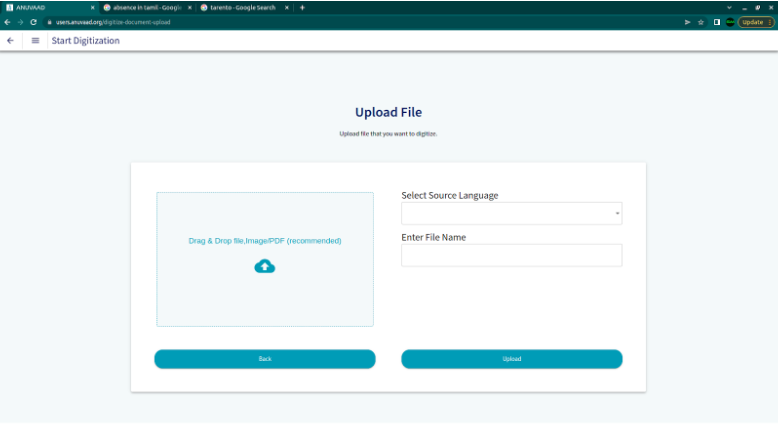 ANUVAAD
absence in tamil - Googl
tarento - Google Search
users.anuvaad.org/digitize-document-upload
Update
Start Digitization
Upload File
Upload file that you want to digitize.
Drag & Drop file,Image/PDF (recommended)
Select Source Language
Enter File Name
Back
Upload